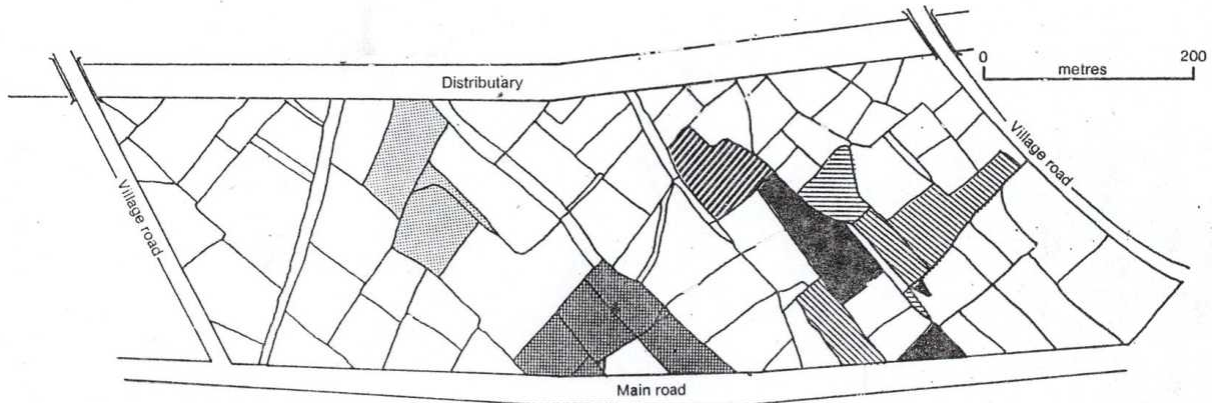 Distributary
0 200
metres
Village road
Village road
Main road